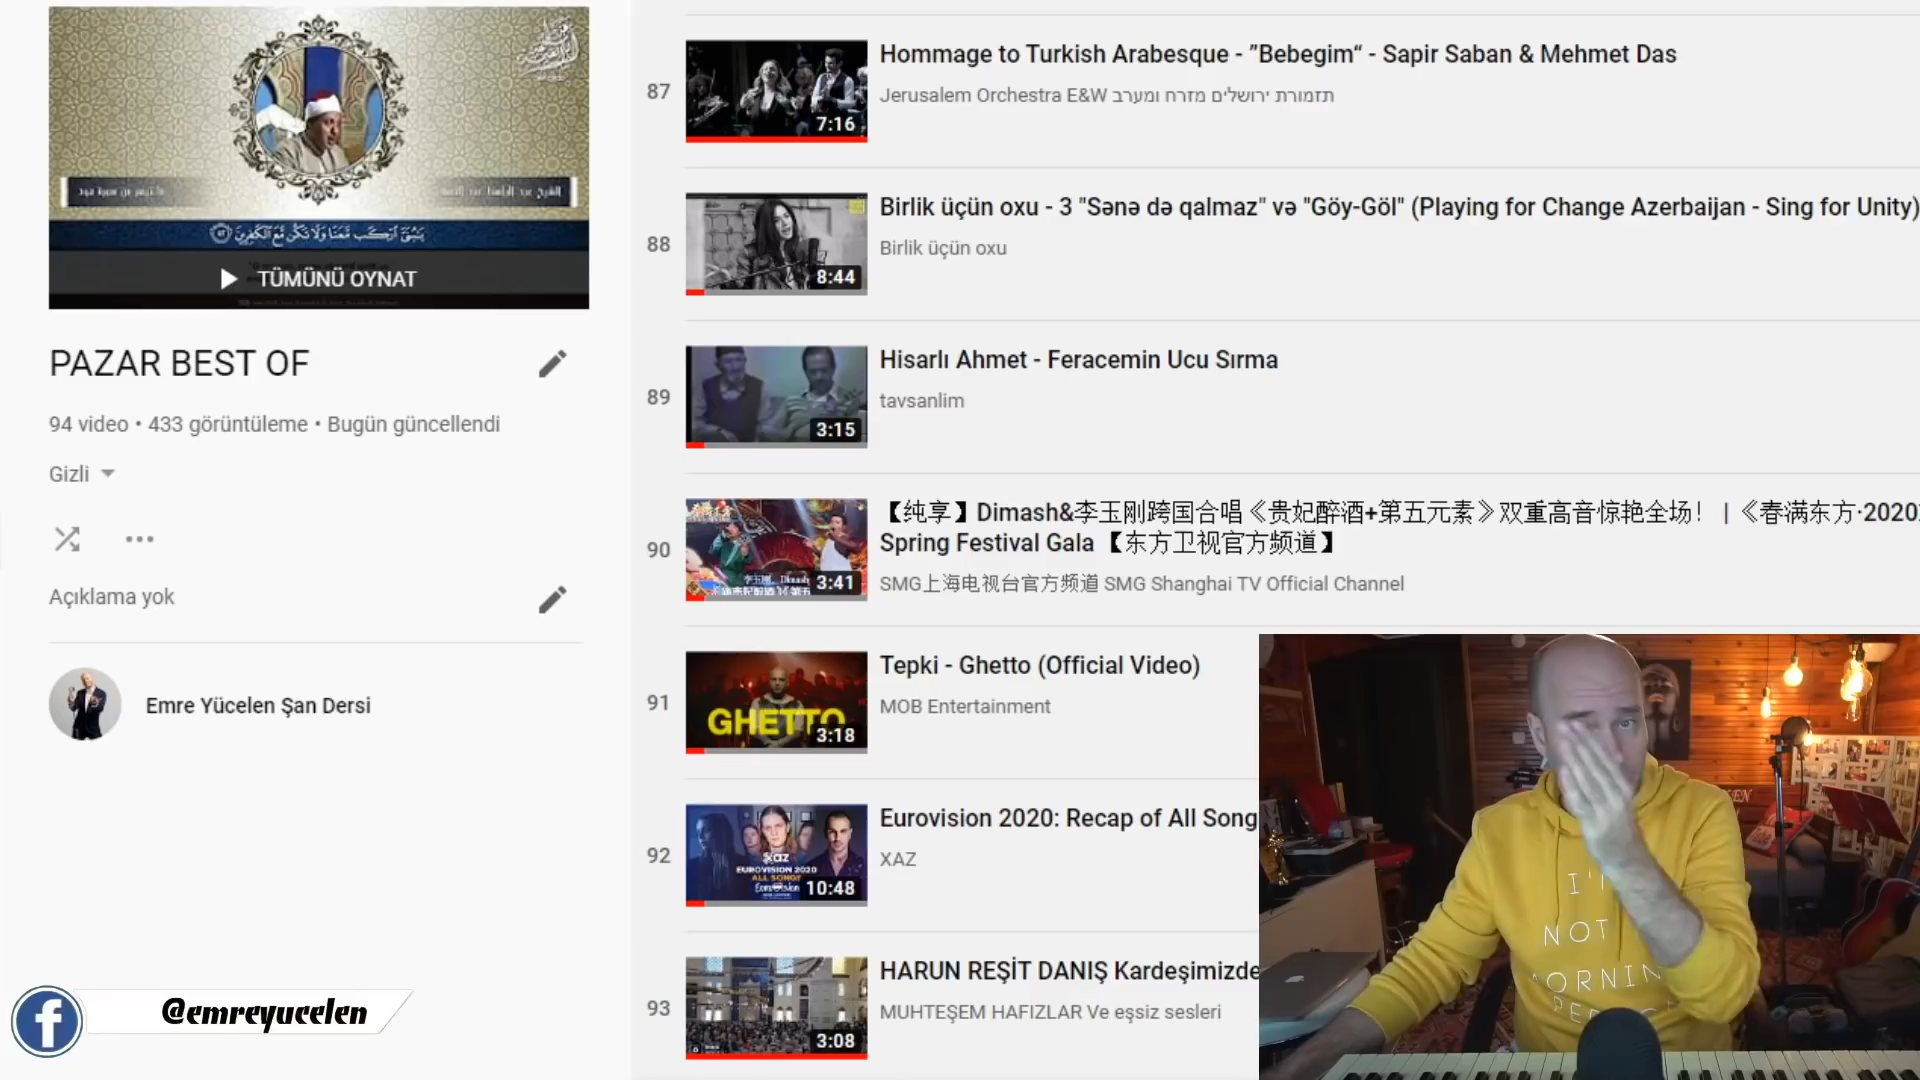 TÜMÜNÜ OYNAT
PAZAR BEST OF
94 video • 433 görüntüleme • Bugün güncellendi
Gizli
Açıklama yok
Emre Yücelen Şan Dersi
@emreyucelen
87
7:16
Hommage to Turkish Arabesque - ”Bebegim“ - Sapir Saban & Mehmet Das
Jerusalem Orchestra E&W תזמורת ירושלים מזרח ומערב
88
8:44
Birlik üçün oxu - 3 "Sənə də qalmaz" və "Göy-Göl" (Playing for Change Azerbaijan - Sing for Unity)
Birlik üçün oxu
89
3:15
Hisarlı Ahmet - Feracemin Ucu Sırma
tavsanlim
90
3:41
【纯享】Dimash&李玉刚跨国合唱《贵妃醉酒+第五元素》双重高音惊艳全场！ | 《春满东方·2020
Spring Festival Gala 【东方卫视官方频道】
SMG上海电视台官方频道 SMG Shanghai TV Official Channel
91
GHETTO
3:18
Tepki - Ghetto (Official Video)
MOB Entertainment
92
xaz
EUROVISION 2020
ALL SONGS
10:48
Eurovision 2020: Recap of All Song
XAZ
93
3:08
HARUN REŞİT DANIŞ Kardeşimizde
MUHTEŞEM HAFIZLAR Ve eşsiz sesleri
I'
NOT
MORNIN
PE